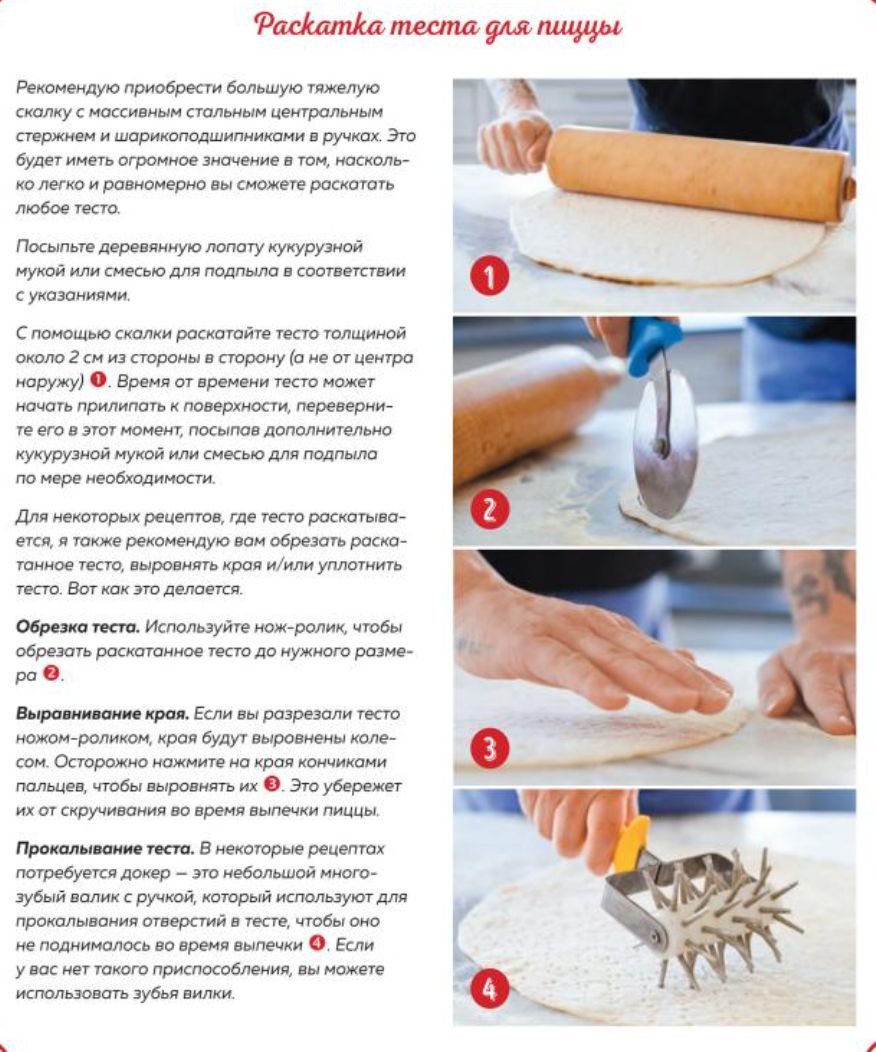 Раскатка теста для пиццы
Рекомендую приобрести большую тяжелую
скалку с массивным стальным центральным
стержнем и шарикоподшипниками в ручках. Это
будет иметь огромное значение в том, насколь-
ко легко и равномерно вы сможете раскатать
любое тесто.
Посыпьте деревянную лопату кукурузной
мукой или смесью для подпыла в соответствии
с указаниями.
С помощью скалки раскатайте тесто толщиной
около 2 см из стороны в сторону (а не от центра
наружу) 1. Время от времени тесто может
начать прилипать к поверхности, переверни-
те его в этот момент, посыпав дополнительно
кукурузной мукой или смесью для подпыла
по мере необходимости.
Для некоторых рецептов, где тесто раскатыва-
ется, я также рекомендую вам обрезать раска-
танное тесто, выровнять края и/или уплотнить
тесто. Вот как это делается.
Обрезка теста. Используйте нож-ролик, чтобы
обрезать раскатанное тесто до нужного разме-
ра 2.
Выравнивание края. Если вы разрезали тесто
ножом-роликом, края будут выровнены коле-
сом. Осторожно нажмите на края кончиками
пальцев, чтобы выровнять их 3. Это убережет
их от скручивания во время выпечки пиццы.
Прокалывание теста. В некоторые рецептах
потребуется докер — это небольшой много-
зубый валик с ручкой, который используют для
прокалывания отверстий в тесте, чтобы оно
не поднималось во время выпечки 4. Если
у вас нет такого приспособления, вы можете
использовать зубья вилки.
1
2
3
4